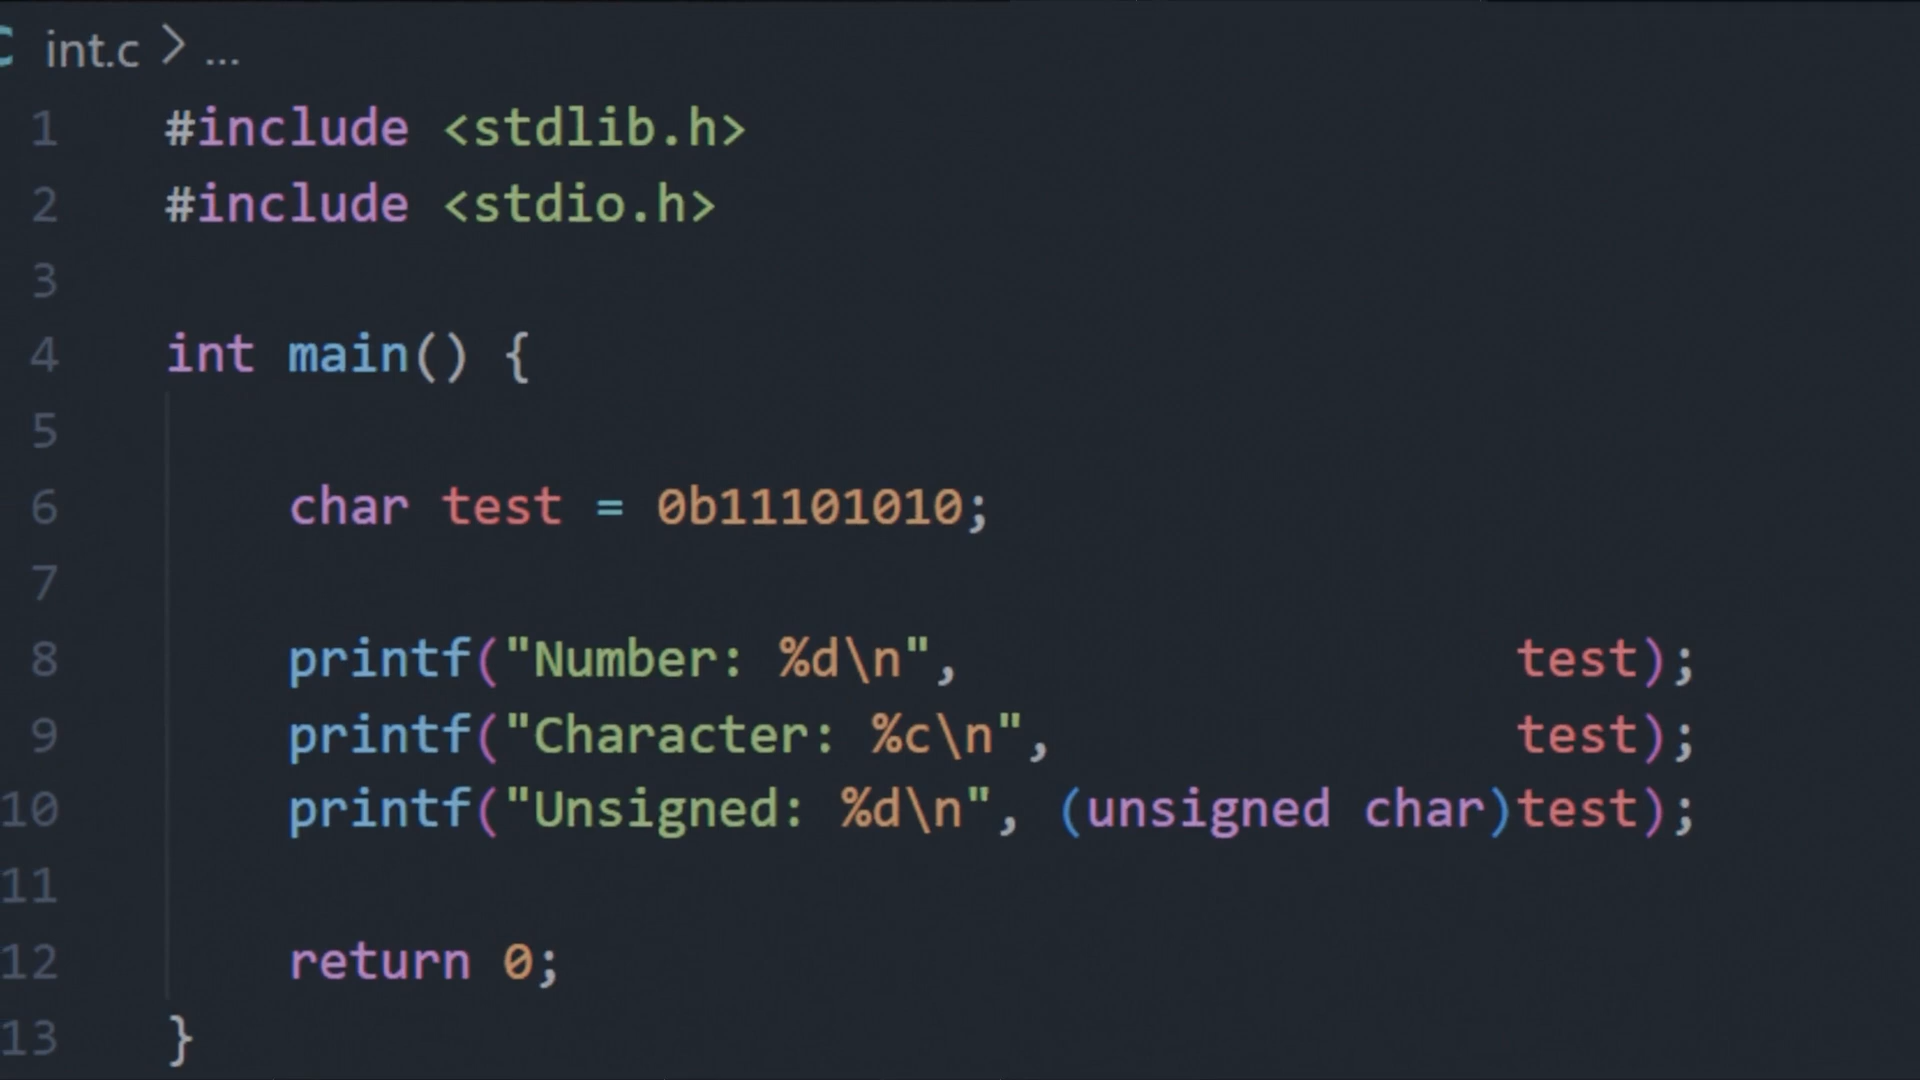 int.c > ...
1 #include <stdlib.h>
2 #include <stdio.h>
3
4 int main() {
5
6     char test = 0b11101010;
7
8     printf("Number: %d\n",                   test);
9     printf("Character: %c\n",                test);
10     printf("Unsigned: %d\n", (unsigned char)test);
11
12     return 0;
13 }